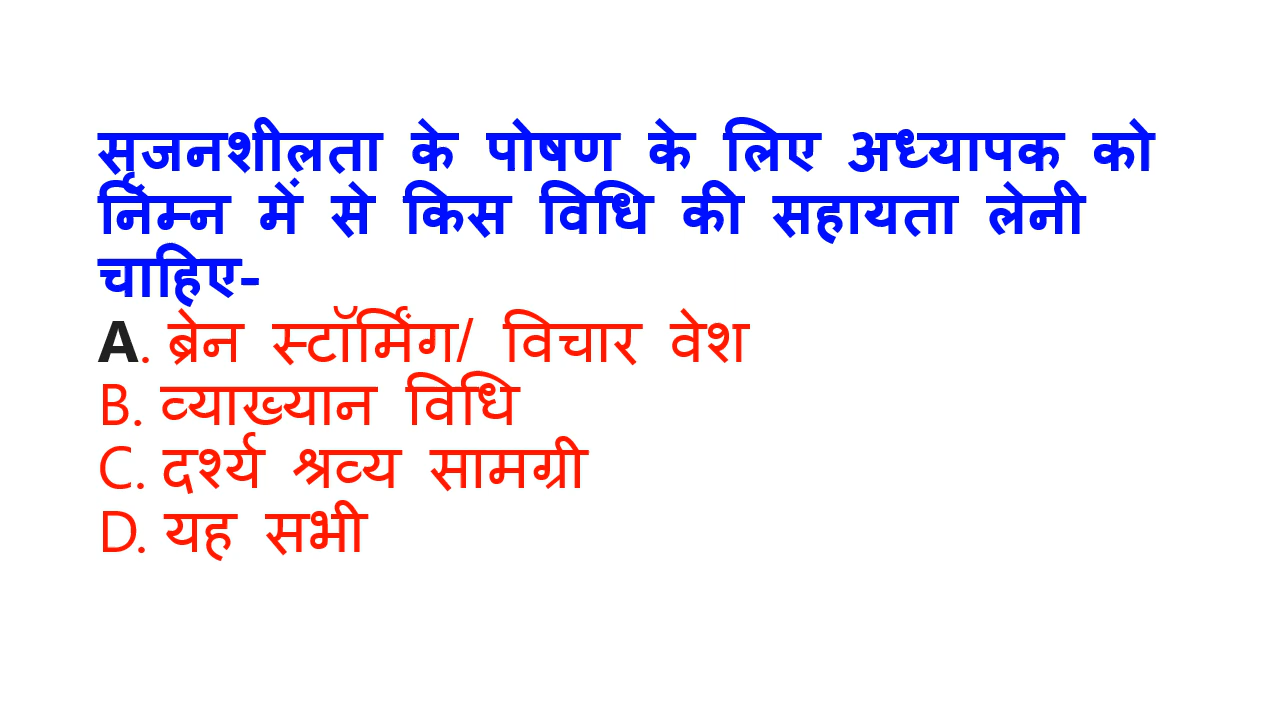 सृजनशीलता के पोषण के लिए अध्यापक को
निंम्न में से किस विधि की सहायता लेनी
चाहिए-
A. ब्रेन स्टॉर्मिंग/ विचार वेश
B. व्याख्यान विधि
C. दर्श्य श्रव्य सामग्री
D. यह सभी